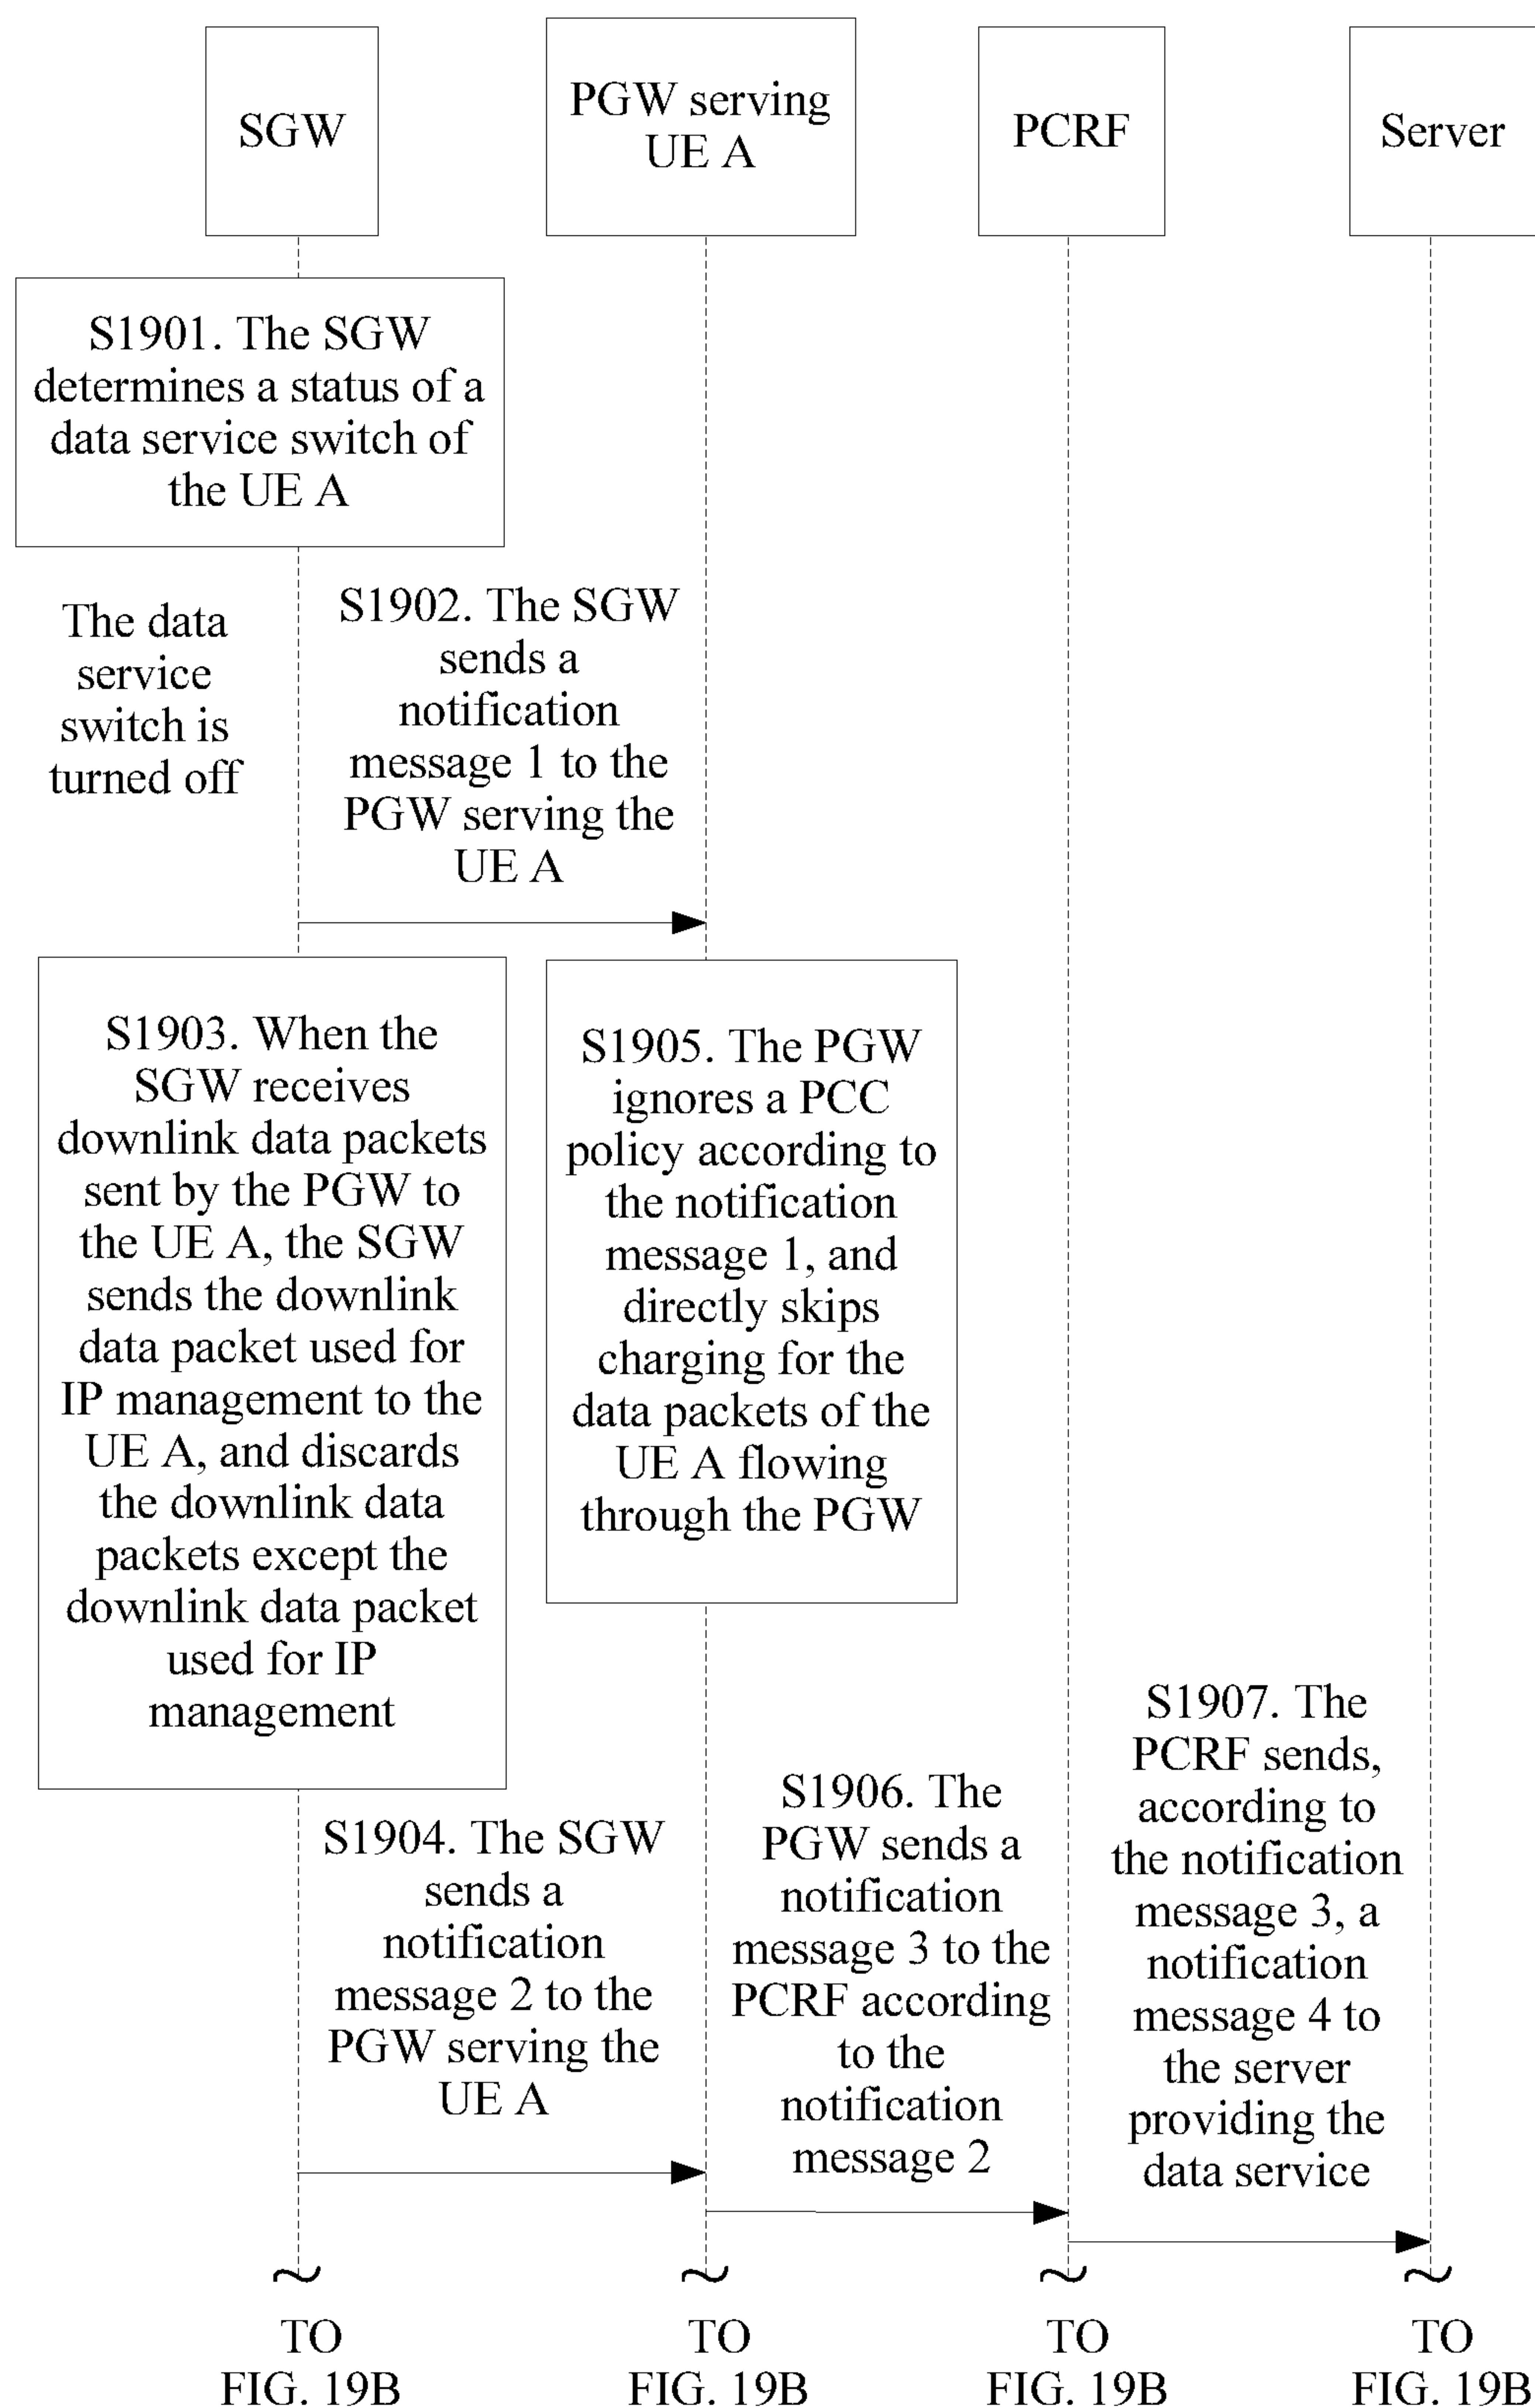 SGW
PGW serving
UE A
PCRF
Server
S1901. The SGW
determines a status of a
data service switch of
the UE A
The data
service
switch is
turned off
S1902. The SGW
sends a
notification
message 1 to the
PGW serving the
UE A
S1903. When the
SGW receives
downlink data packets
sent by the PGW to
the UE A, the SGW
sends the downlink
data packet used for
IP management to the
UE A, and discards
the downlink data
packets except the
downlink data packet
used for IP
management
S1905. The PGW
ignores a PCC
policy according to
the notification
message 1, and
directly skips
charging for the
data packets of the
UE A flowing
through the PGW
S1904. The SGW
sends a
notification
message 2 to the
PGW serving the
UE A
S1906. The
PGW sends a
notification
message 3 to the
PCRF according
to the
notification
message 2
S1907. The
PCRF sends,
according to
the notification
message 3, a
notification
message 4 to
the server
providing the
data service
TO
FIG. 19B
TO
FIG. 19B
TO
FIG. 19B
TO
FIG. 19B